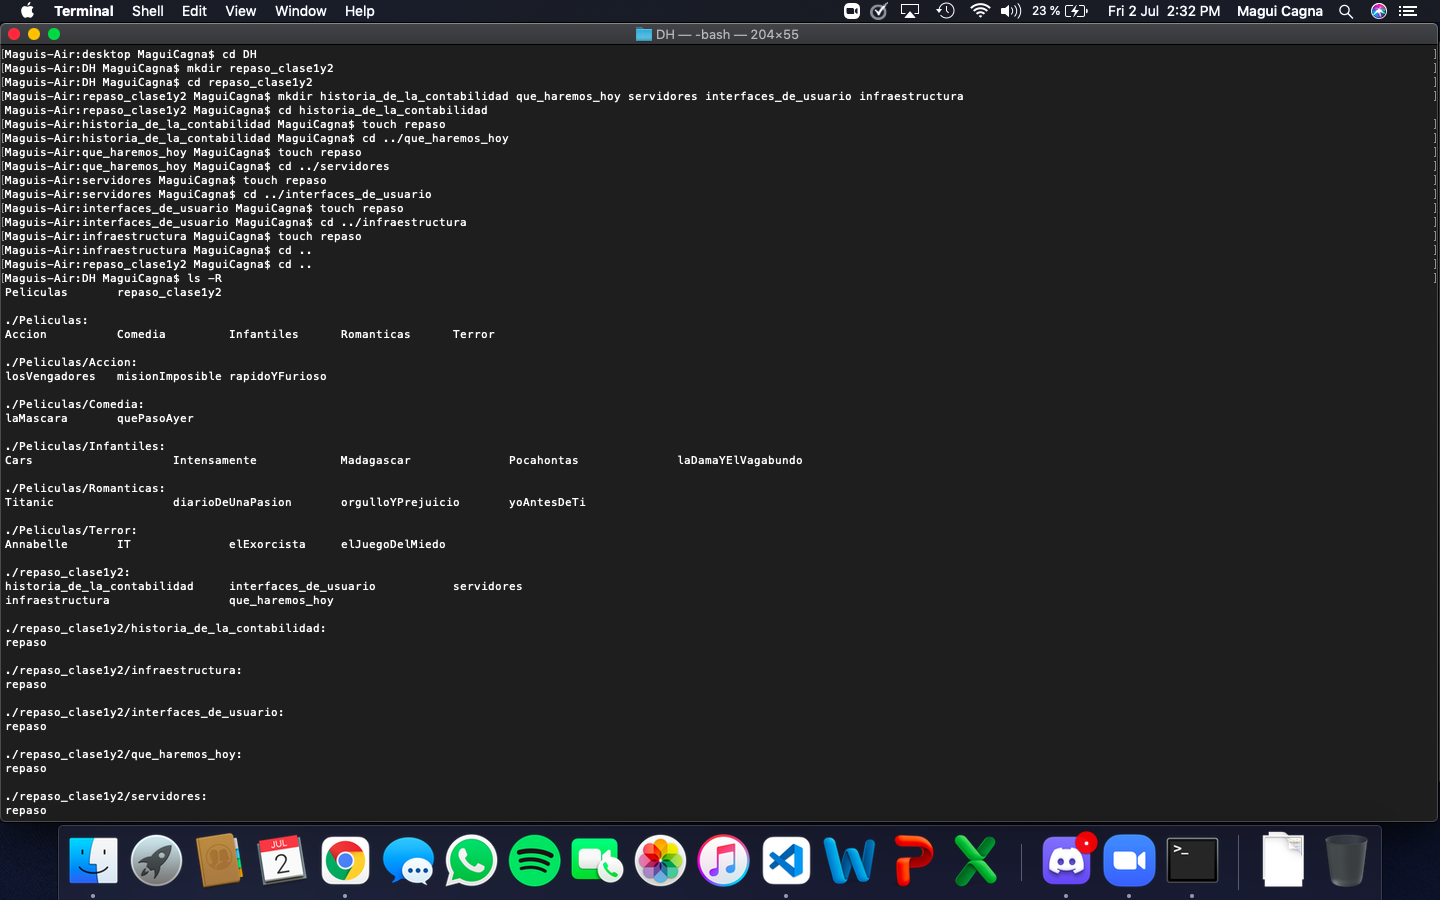 Terminal Shell Edit View Window Help 23 % Fri 2 Jul 2:32 PM Magui Cagna
DH — -bash — 204×55
[Maguis-Air:desktop MaguiCagna$ cd DH ]
[Maguis-Air:DH MaguiCagna$ mkdir repaso_clase1y2 ]
[Maguis-Air:DH MaguiCagna$ cd repaso_clase1y2 ]
[Maguis-Air:repaso_clase1y2 MaguiCagna$ mkdir historia_de_la_contabilidad que_haremos_hoy servidores interfaces_de_usuario infraestructura ]
Maguis-Air:repaso_clase1y2 MaguiCagna$ cd historia_de_la_contabilidad
[Maguis-Air:historia_de_la_contabilidad MaguiCagna$ touch repaso ]
[Maguis-Air:historia_de_la_contabilidad MaguiCagna$ cd ../que_haremos_hoy ]
[Maguis-Air:que_haremos_hoy MaguiCagna$ touch repaso ]
[Maguis-Air:que_haremos_hoy MaguiCagna$ cd ../servidores ]
[Maguis-Air:servidores MaguiCagna$ touch repaso ]
[Maguis-Air:servidores MaguiCagna$ cd ../interfaces_de_usuario ]
[Maguis-Air:interfaces_de_usuario MaguiCagna$ touch repaso ]
[Maguis-Air:interfaces_de_usuario MaguiCagna$ cd ../infraestructura ]
[Maguis-Air:infraestructura MaguiCagna$ touch repaso ]
[Maguis-Air:infraestructura MaguiCagna$ cd .. ]
[Maguis-Air:repaso_clase1y2 MaguiCagna$ cd .. ]
[Maguis-Air:DH MaguiCagna$ ls -R ]
Peliculas repaso_clase1y2
./Peliculas:
Accion Comedia Infantiles Romanticas Terror
./Peliculas/Accion:
losVengadores misionImposible rapidoYFurioso
./Peliculas/Comedia:
laMascara quePasoAyer
./Peliculas/Infantiles:
Cars Intensamente Madagascar Pocahontas laDamaYElVagabundo
./Peliculas/Romanticas:
Titanic diarioDeUnaPasion orgulloYPrejuicio yoAntesDeTi
./Peliculas/Terror:
Annabelle IT elExorcista elJuegoDelMiedo
./repaso_clase1y2:
historia_de_la_contabilidad interfaces_de_usuario servidores
infraestructura que_haremos_hoy
./repaso_clase1y2/historia_de_la_contabilidad:
repaso
./repaso_clase1y2/infraestructura:
repaso
./repaso_clase1y2/interfaces_de_usuario:
repaso
./repaso_clase1y2/que_haremos_hoy:
repaso
./repaso_clase1y2/servidores:
repaso
JUL
2
>_